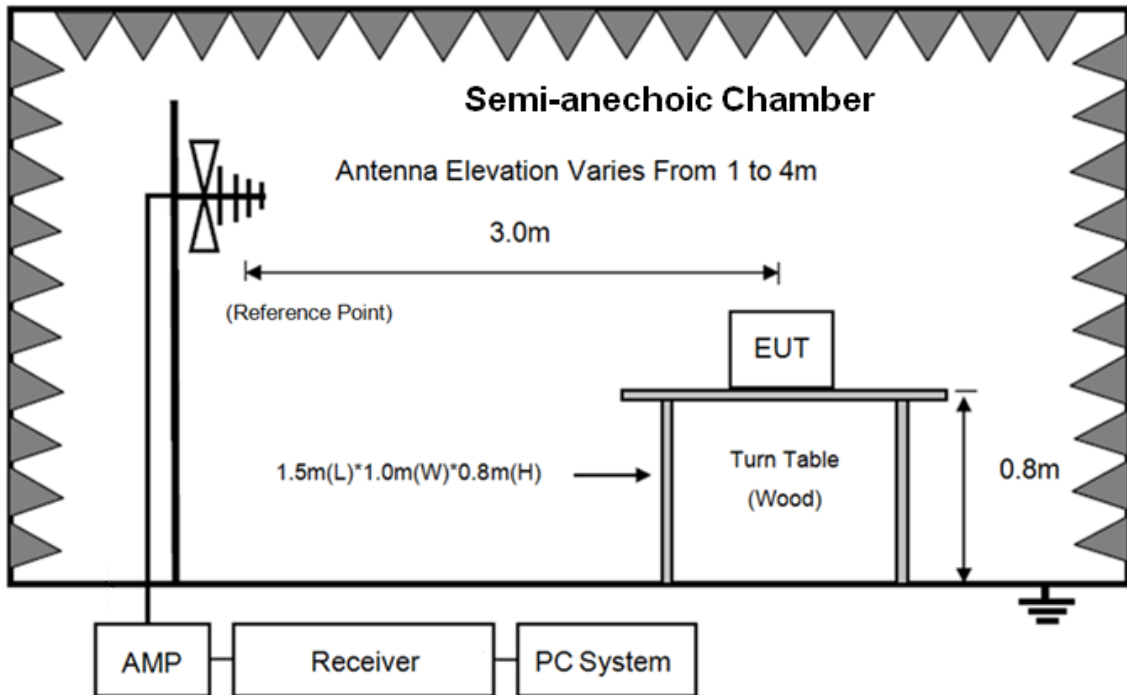 Semi-anechoic Chamber
Antenna Elevation Varies From 1 to 4m
3.0m
(Reference Point)
EUT
1.5m(L)*1.0m(W)*0.8m(H)
Turn Table
(Wood)
0.8m
AMP
Receiver
PC System